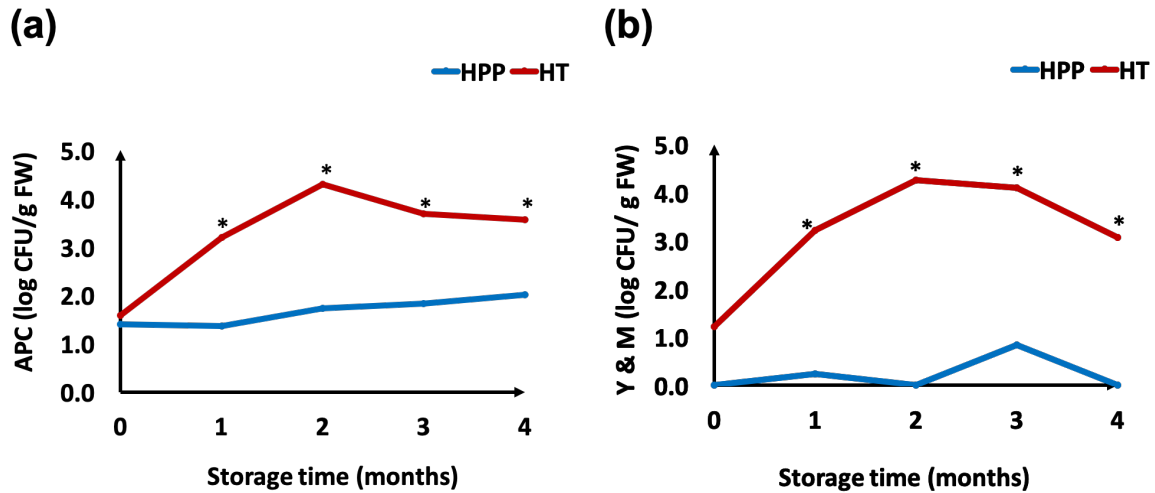 (a)
HPP HT
APC (log CFU/g FW)
5.0
4.0
3.0
2.0
1.0
0.0
*
*
*
*
0 1 2 3 4
Storage time (months)
(b)
HPP HT
Y & M (log CFU/ g FW)
5.0
4.0
3.0
2.0
1.0
0.0
*
*
*
*
0 1 2 3 4
Storage time (months)